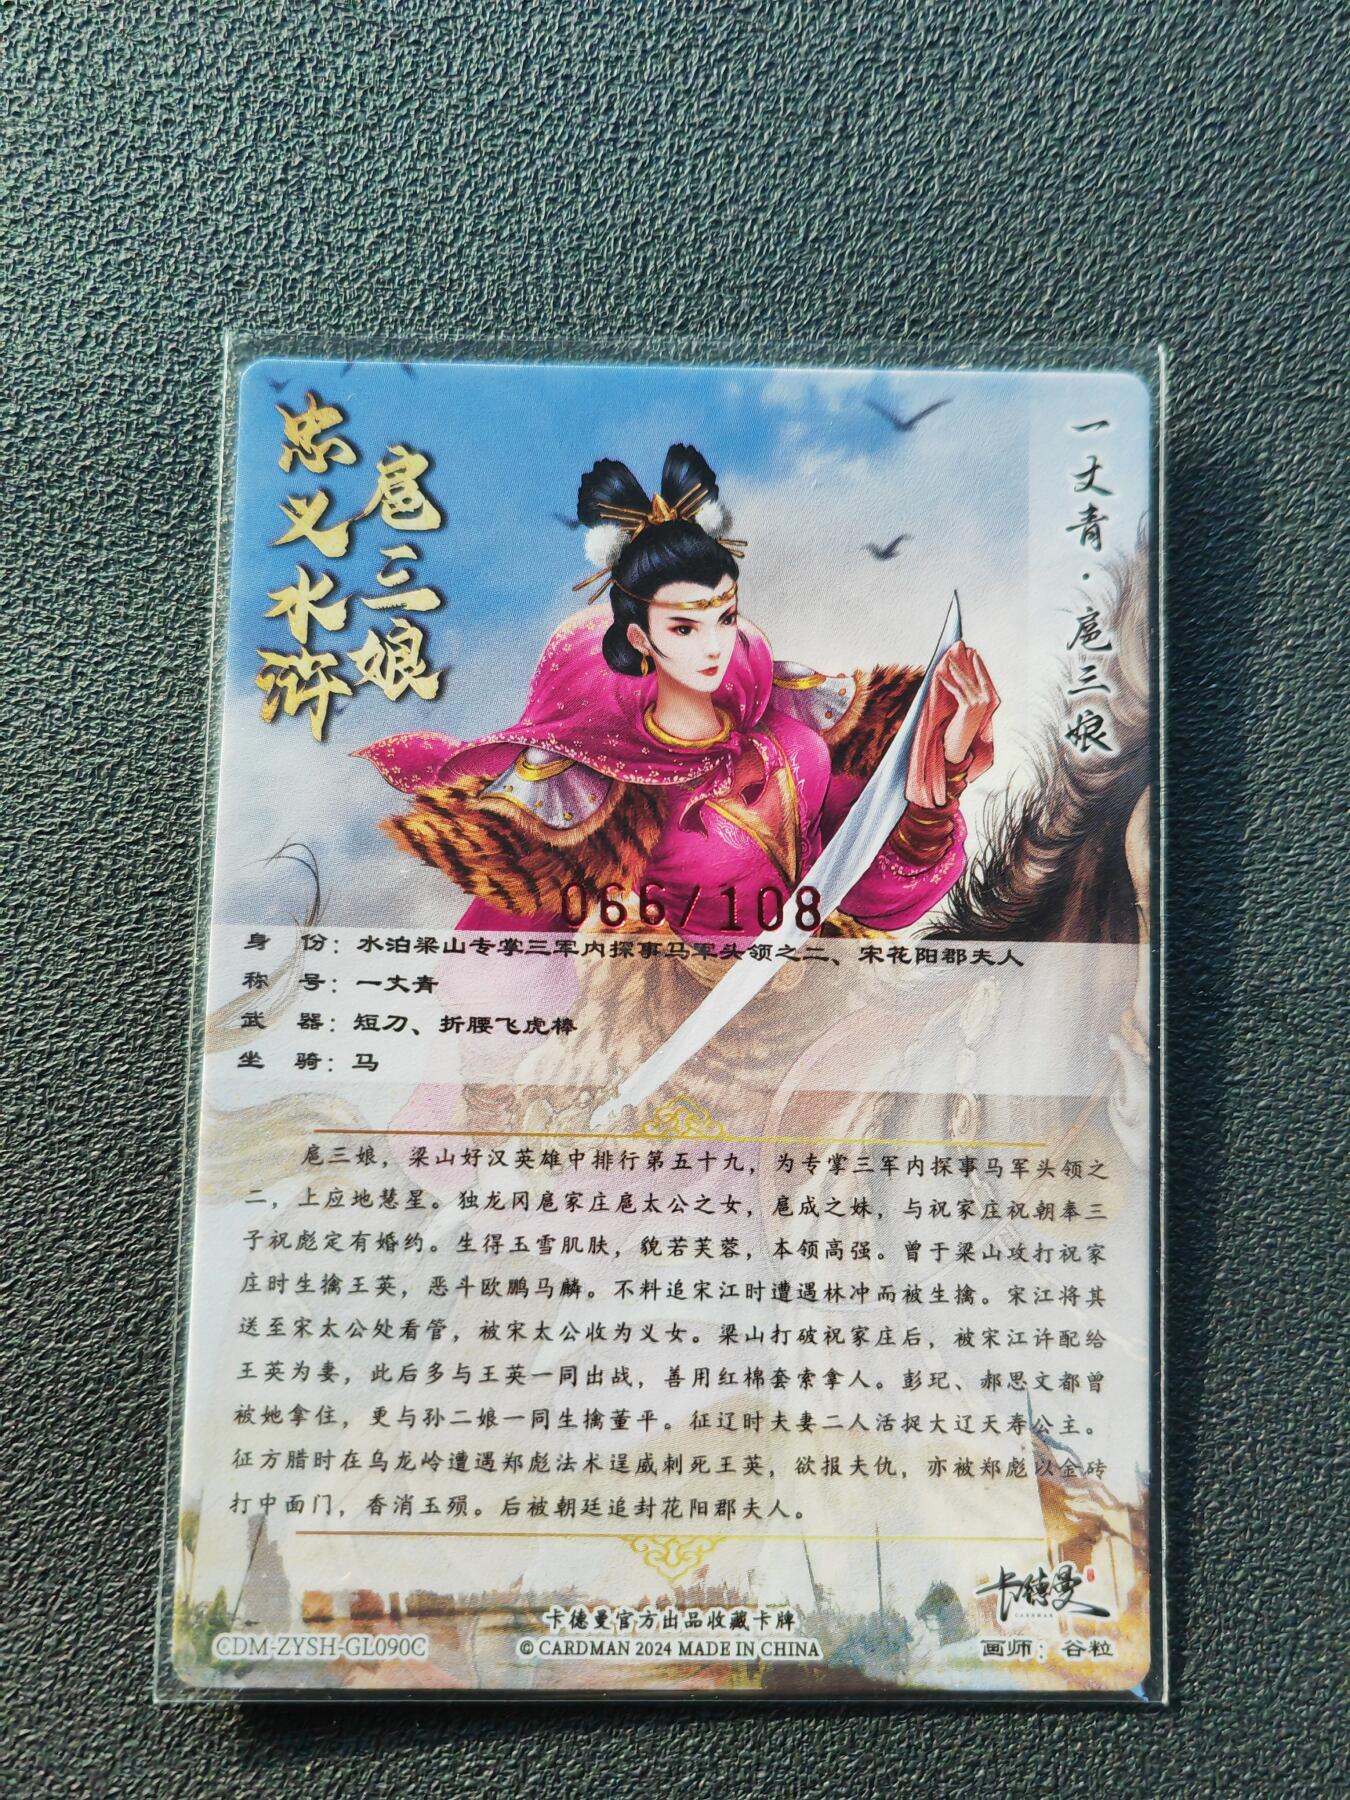 忠义水浒
扈三娘
一丈青·扈三娘
066/108
身 份：水泊梁山专掌三军内探事马军头领之二、宋花阳郡夫人
称 号：一丈青
武 器：短刀、折腰飞虎棒
坐 骑：马
扈三娘，梁山好汉英雄中排行第五十九，为专掌三军内探事马军头领之
二，上应地慧星。独龙冈扈家庄扈太公之女，扈成之妹，与祝家庄祝朝奉三
子祝彪定有婚约。生得玉雪肌肤，貌若芙蓉，本领高强。曾于梁山攻打祝家
庄时生擒王英，恶斗欧鹏马麟。不料追宋江时遭遇林冲而被生擒。宋江将其
送至宋太公处看管，被宋太公收为义女。梁山打破祝家庄后，被宋江许配给
王英为妻，此后多与王英一同出战，善用红棉套索拿人。彭玘、郝思文都曾
被她拿住，更与孙二娘一同生擒董平。征辽时夫妻二人活捉大辽天寿公主。
征方腊时在乌龙岭遭遇郑彪法术逞威刺死王英，欲报夫仇，亦被郑彪以金砖
打中面门，香消玉殒。后被朝廷追封花阳郡夫人。
卡德曼
CARDMAN
卡德曼官方出品收藏卡牌
CDM-ZYSH-GL090C
© CARDMAN 2024 MADE IN CHINA
画师：谷粒